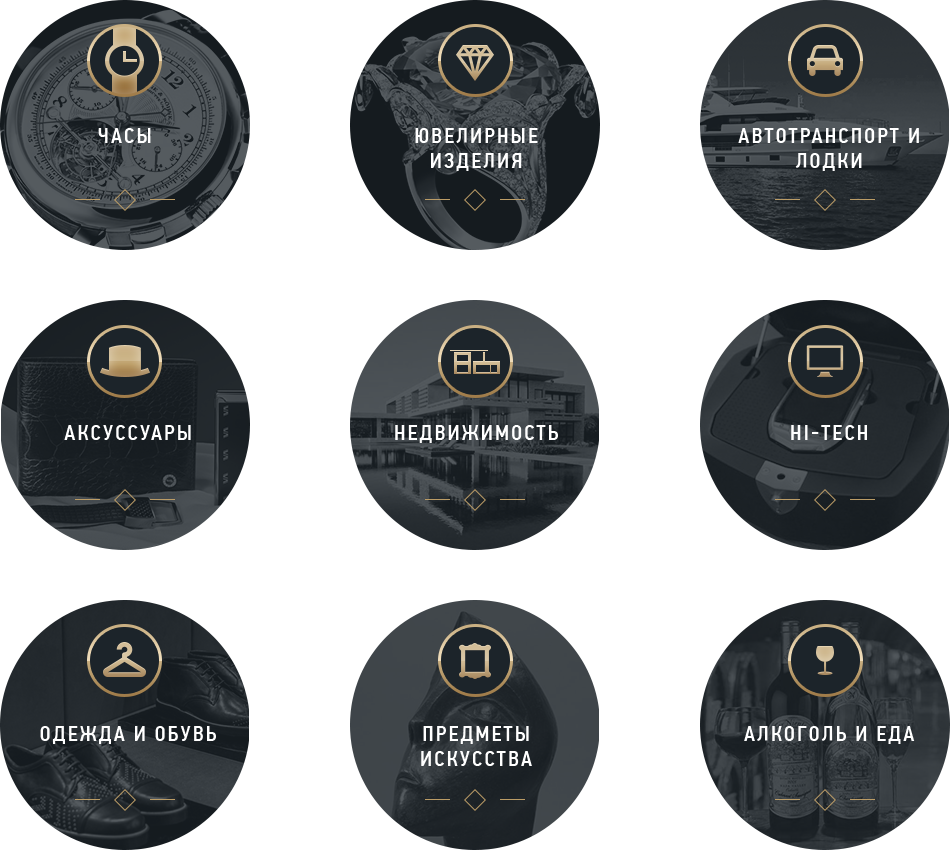 ЧАСЫ
ЮВЕЛИРНЫЕ
ИЗДЕЛИЯ
АВТОТРАНСПОРТ И
ЛОДКИ
АКСУССУАРЫ
НЕДВИЖИМОСТЬ
HI-TECH
ОДЕЖДА И ОБУВЬ
ПРЕДМЕТЫ
ИСКУССТВА
АЛКОГОЛЬ И ЕДА